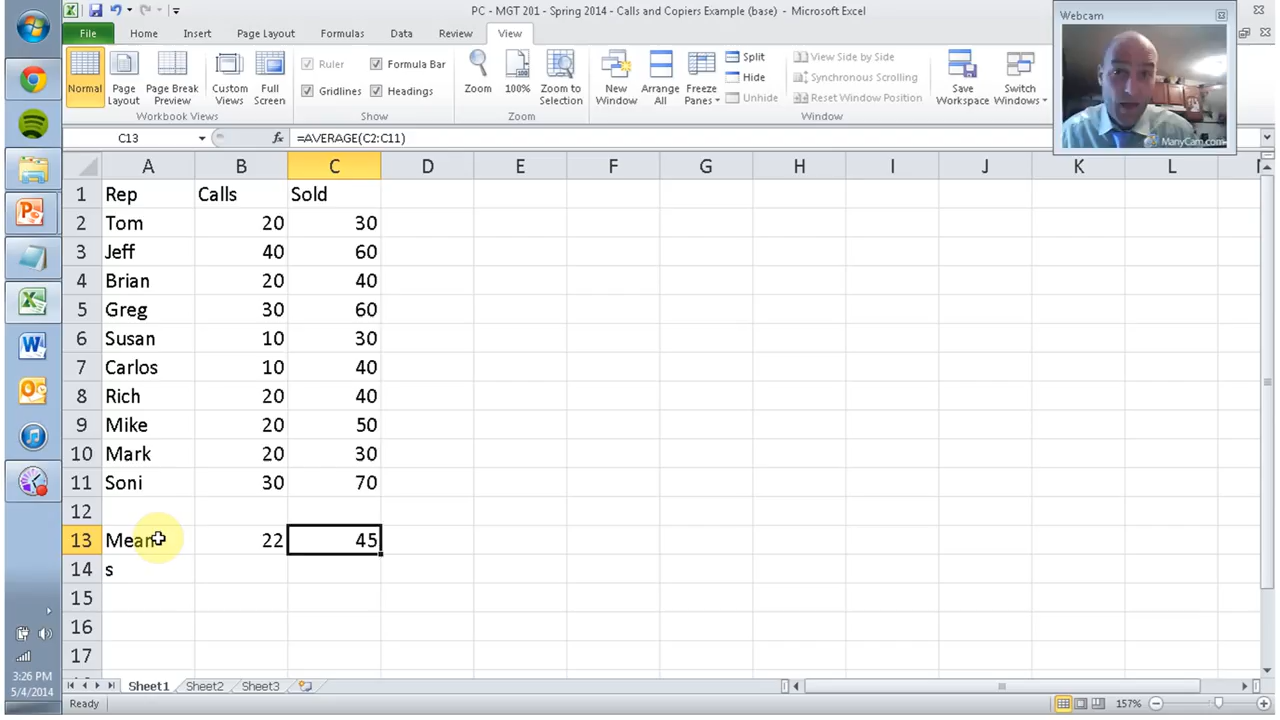 PC - MGT 201 - Spring 2014 - Calls and Copiers Example (base) - Microsoft Excel
Webcam
File Home Insert Page Layout Formulas Data Review View
Normal Page Layout Page Break Preview Custom Views Full Screen
Ruler Formula Bar
Gridlines Headings
Zoom 100% Zoom to Selection
New Window Arrange All Freeze Panes
Split
Hide
Unhide
View Side by Side
Synchronous Scrolling
Reset Window Position
Save Workspace Switch Windows
Workbook Views Show Zoom Window
ManyCam.com
C13 fx =AVERAGE(C2:C11)
A B C D E F G H I J K L
1 Rep Calls Sold
2 Tom 20 30
3 Jeff 40 60
4 Brian 20 40
5 Greg 30 60
6 Susan 10 30
7 Carlos 10 40
8 Rich 20 40
9 Mike 20 50
10 Mark 20 30
11 Soni 30 70
12
13 Mean 22 45
14 s
15
16
17
3:26 PM
5/4/2014
Sheet1 Sheet2 Sheet3
Ready 157%